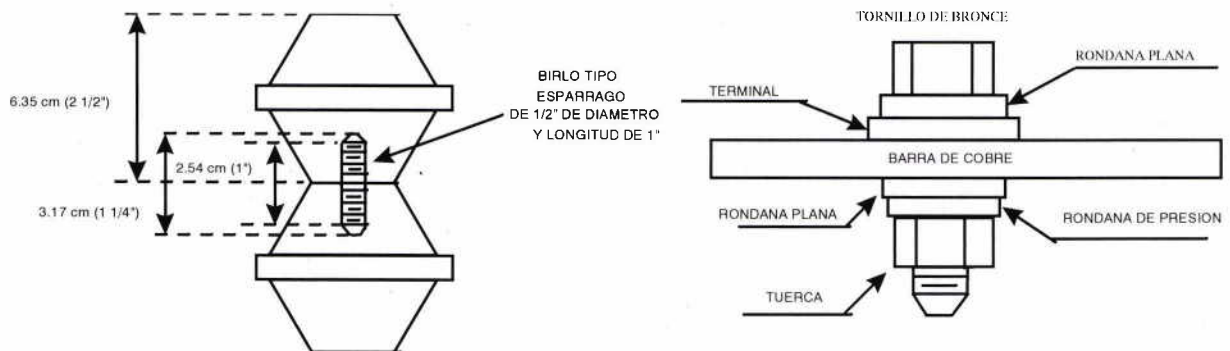 6.35 cm (2 1/2")
2.54 cm (1")
3.17 cm (1 1/4")
BIRLO TIPO
ESPARRAGO
DE 1/2" DE DIAMETRO
Y LONGITUD DE 1"
TORNILLO DE BRONCE
RONDANA PLANA
TERMINAL
BARRA DE COBRE
RONDANA PLANA
RONDANA DE PRESION
TUERCA